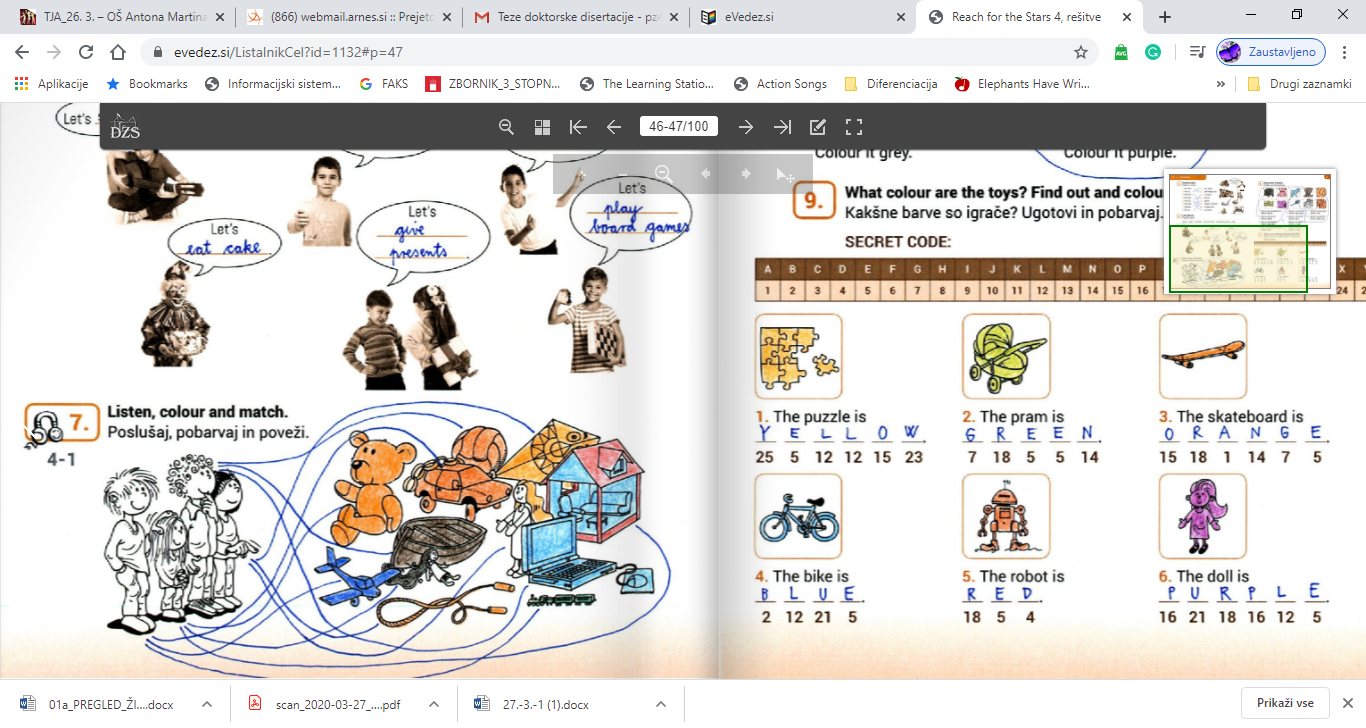 TJA_26. 3. – OŠ Antona Martina
(866) webmail.arnes.si :: Prejeto
Teze doktorske disertacije - pz4
eVedez.si
Reach for the Stars 4, rešitve
evedez.si/ListalnikCel?id=1132#p=47
Zaustavljeno
Aplikacije
Bookmarks
Informacijski sistem...
FAKS
ZBORNIK_3_STOPN...
The Learning Statio...
Action Songs
Diferenciacija
Elephants Have Wri...
Drugi zaznamki
DZS
46-47/100
Let's
Let's
eat cake.
Let's
give
presents.
Let's
play
board games
7.
Listen, colour and match.
Poslušaj, pobarvaj in poveži.
4-1
Colour it grey.
Colour it purple.
9.
What colour are the toys? Find out and colou
Kakšne barve so igrače? Ugotovi in pobarvaj.
SECRET CODE:
A B C D E F G H I J K L M N O P X
1 2 3 4 5 6 7 8 9 10 11 12 13 14 15 16 24 2
1. The puzzle is
Y E L L O W.
25 5 12 12 15 23
2. The pram is
G R E E N.
7 18 5 5 14
3. The skateboard is
O R A N G E.
15 18 1 14 7 5
4. The bike is
B L U E.
2 12 21 5
5. The robot is
R E D.
18 5 4
6. The doll is
P U R P L E.
16 21 18 16 12 5
01a_PREGLED_ŽI....docx
scan_2020-03-27_....pdf
27.-3.-1 (1).docx
Prikaži vse